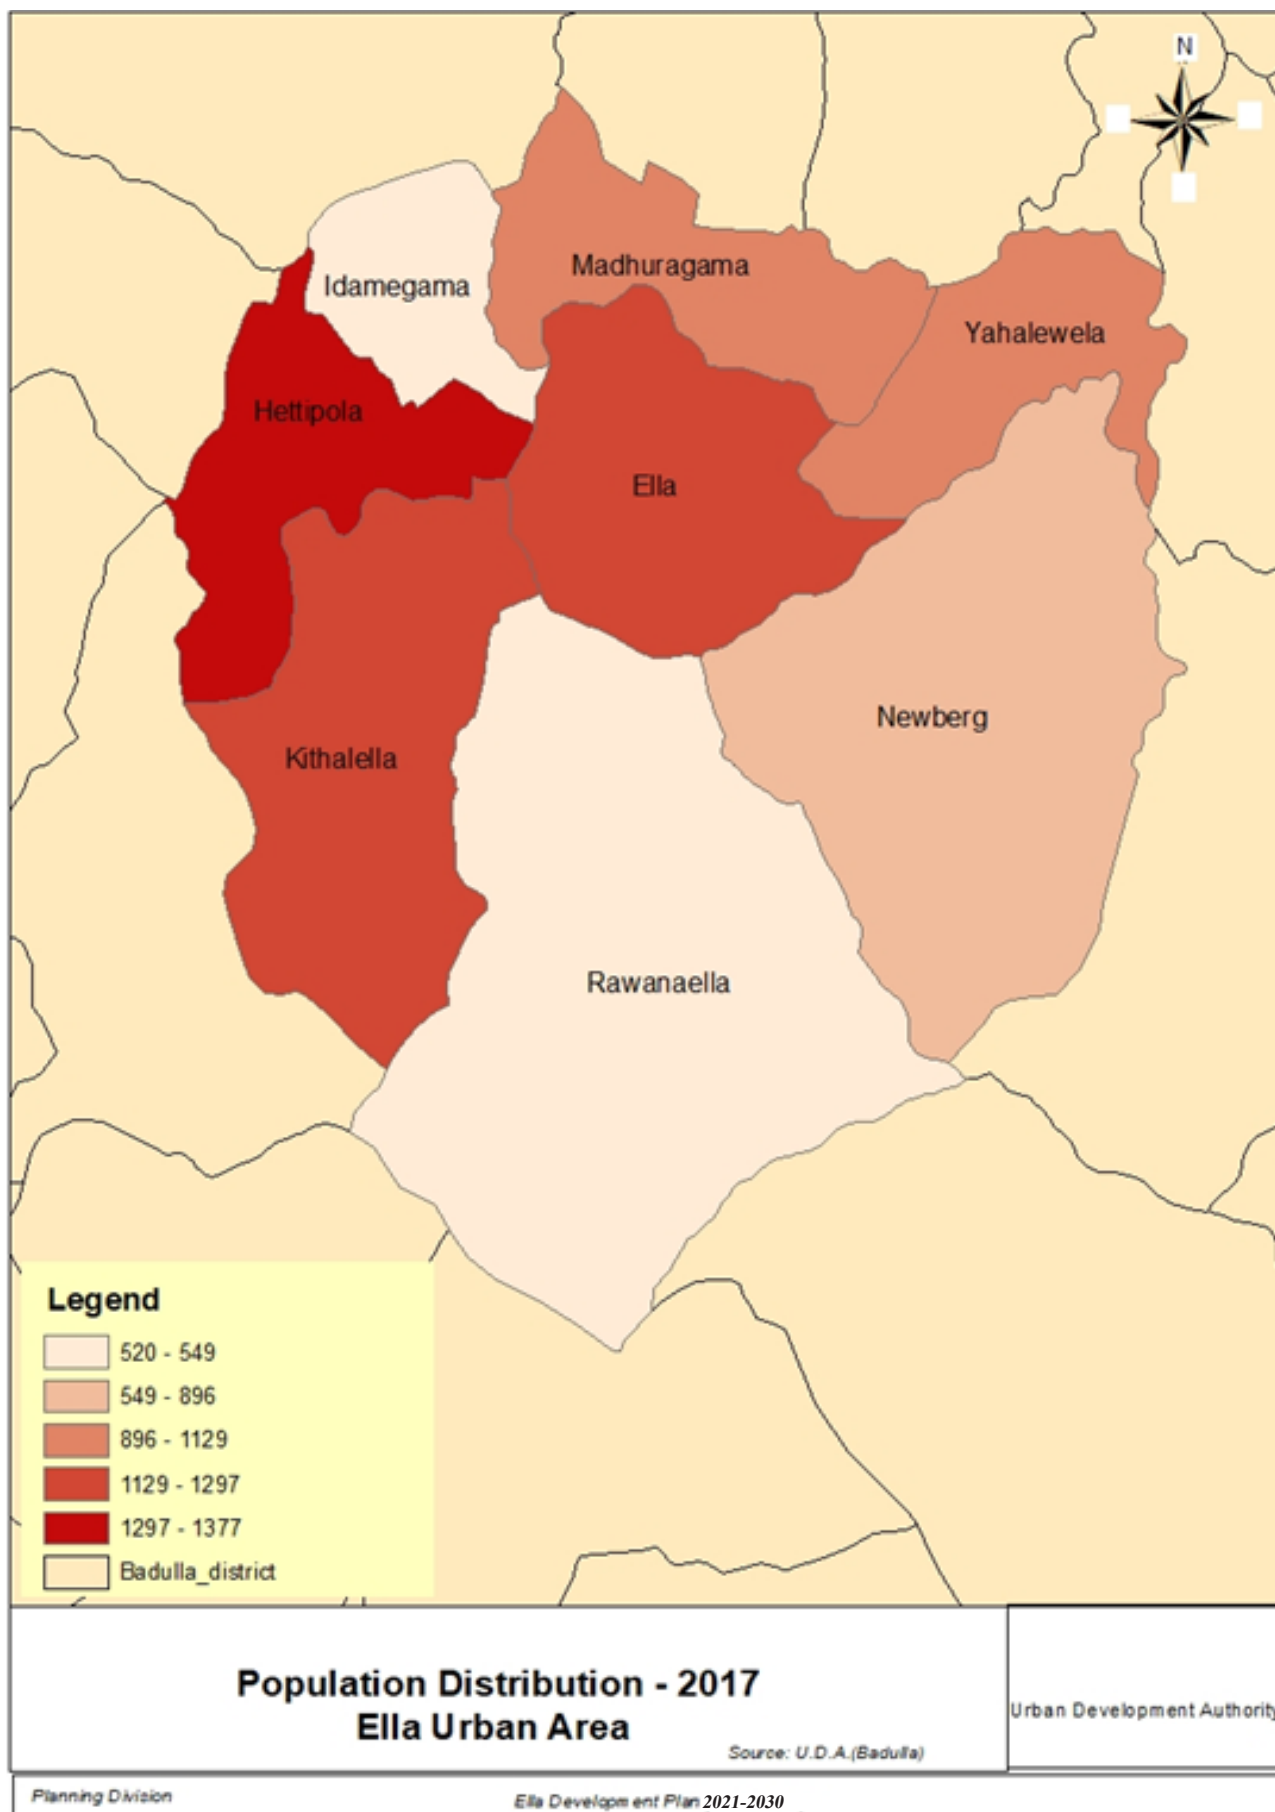 N
Madhuragama
Idamegama
Yahalewela
Hettipola
Ella
Newberg
Kithalella
Rawanaella
Legend
520 - 549
549 - 896
896 - 1129
1129 - 1297
1297 - 1377
Badulla_district
Population Distribution - 2017
Ella Urban Area
Source: U.D.A.(Badulla)
Urban Development Authority
Planning Division
Ella Development Plan 2021-2030